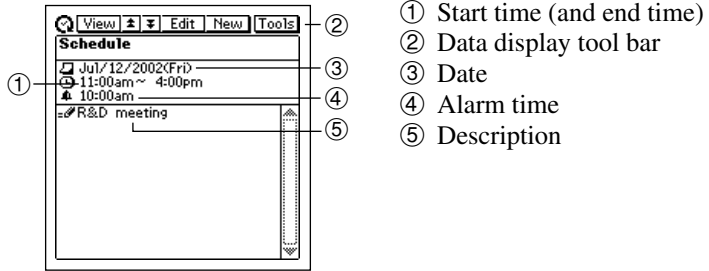 View Edit New Tools
Schedule
Jul/12/2002(Fri)
11:00am~ 4:00pm
10:00am
R&D meeting
①
②
③
④
⑤
① Start time (and end time)
② Data display tool bar
③ Date
④ Alarm time
⑤ Description